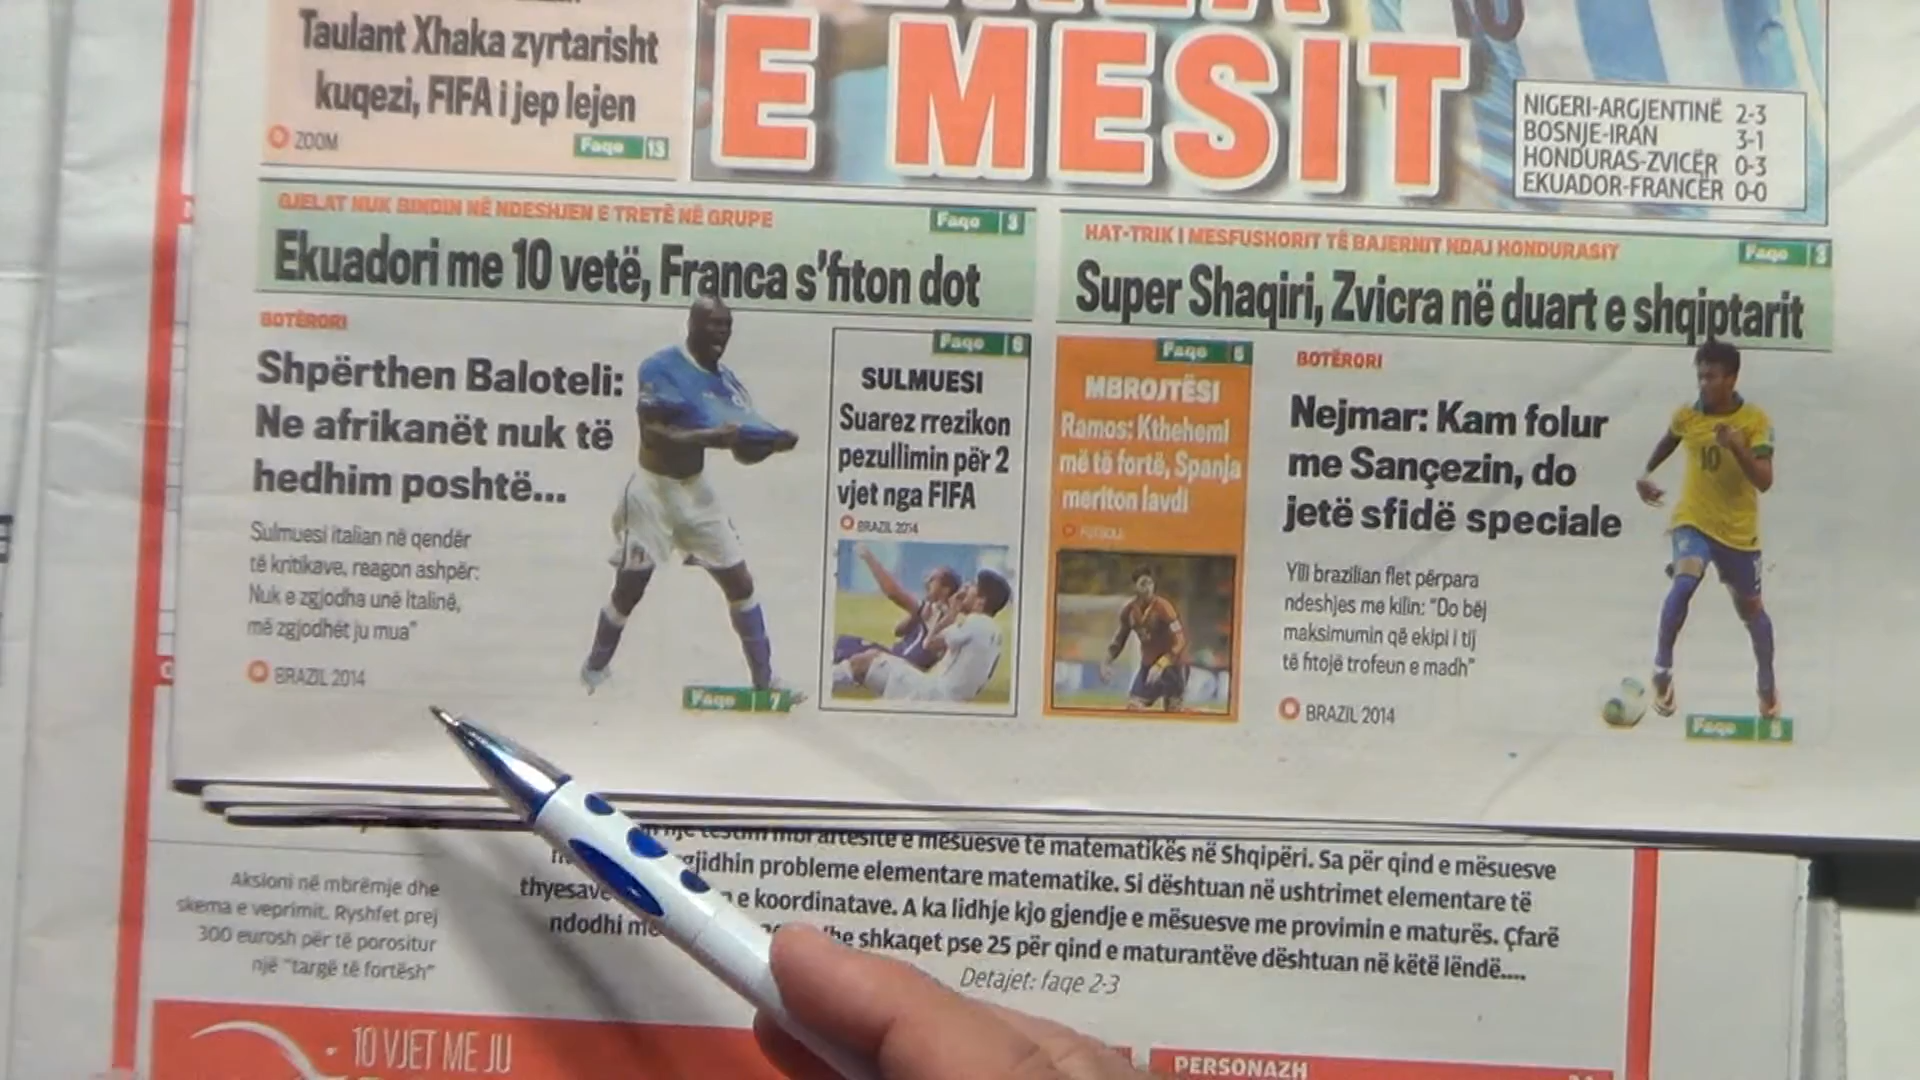 Taulant Xhaka zyrtarisht
kuqezi, FIFA i jep lejen
ZOOM
Faqe 13
E MESIT
NIGERI-ARGJENTINË 2-3
BOSNJE-IRAN 3-1
HONDURAS-ZVICËR 0-3
EKUADOR-FRANCËR 0-0
GJELAT NUK BINDIN NË NDESHJEN E TRETË NË GRUPE
Faqe 3
Ekuadori me 10 vetë, Franca s'fiton dot
HAT-TRIK I MESFUSHORIT TË BAJERNIT NDAJ HONDURASIT
Faqe 3
Super Shaqiri, Zvicra në duart e shqiptarit
BOTËRORI
Shpërthen Baloteli:
Ne afrikanët nuk të
hedhim poshtë...
Sulmuesi italian në qendër
të kritikave, reagon ashpër:
Nuk e zgjodha unë Italinë,
më zgjodhët ju mua"
BRAZIL 2014
Faqe 7
Faqe 6
SULMUESI
Suarez rrezikon
pezullimin për 2
vjet nga FIFA
BRAZIL 2014
Faqe 6
MBROJTËSI
Ramos: Kthehemi
më të fortë, Spanja
meriton lavdi
BOTËRORI
Nejmar: Kam folur
me Sançezin, do
jetë sfidë speciale
Ylli brazilian flet përpara
ndeshjes me kilin: "Do bëj
maksimumin që ekipi i tij
të fitojë trofeun e madh"
BRAZIL 2014
Faqe
një testim mbi aftësitë e mësuesve të matematikës në Shqipëri. Sa për qind e mësuesve
gjidhin probleme elementare matematike. Si dështuan në ushtrimet elementare të
thyesave e koordinatave. A ka lidhje kjo gjendje e mësuesve me provimin e maturës. Çfarë
ndodhi dhe shkaqet pse 25 për qind e maturantëve dështuan në këtë lëndë....
Detajet: faqe 2-3
Aksioni në mbrëmje dhe
skema e veprimit. Ryshfet prej
300 eurosh për të porositur
një "targë të fortësh"
10 VJET ME JU
PERSONAZH